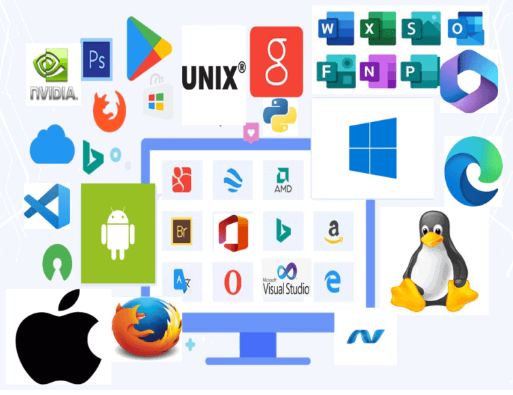 W X S O
Ps
UNIX®
g
F N P
NVIDIA.
AMD
Br
a
Microsoft
Visual Studio